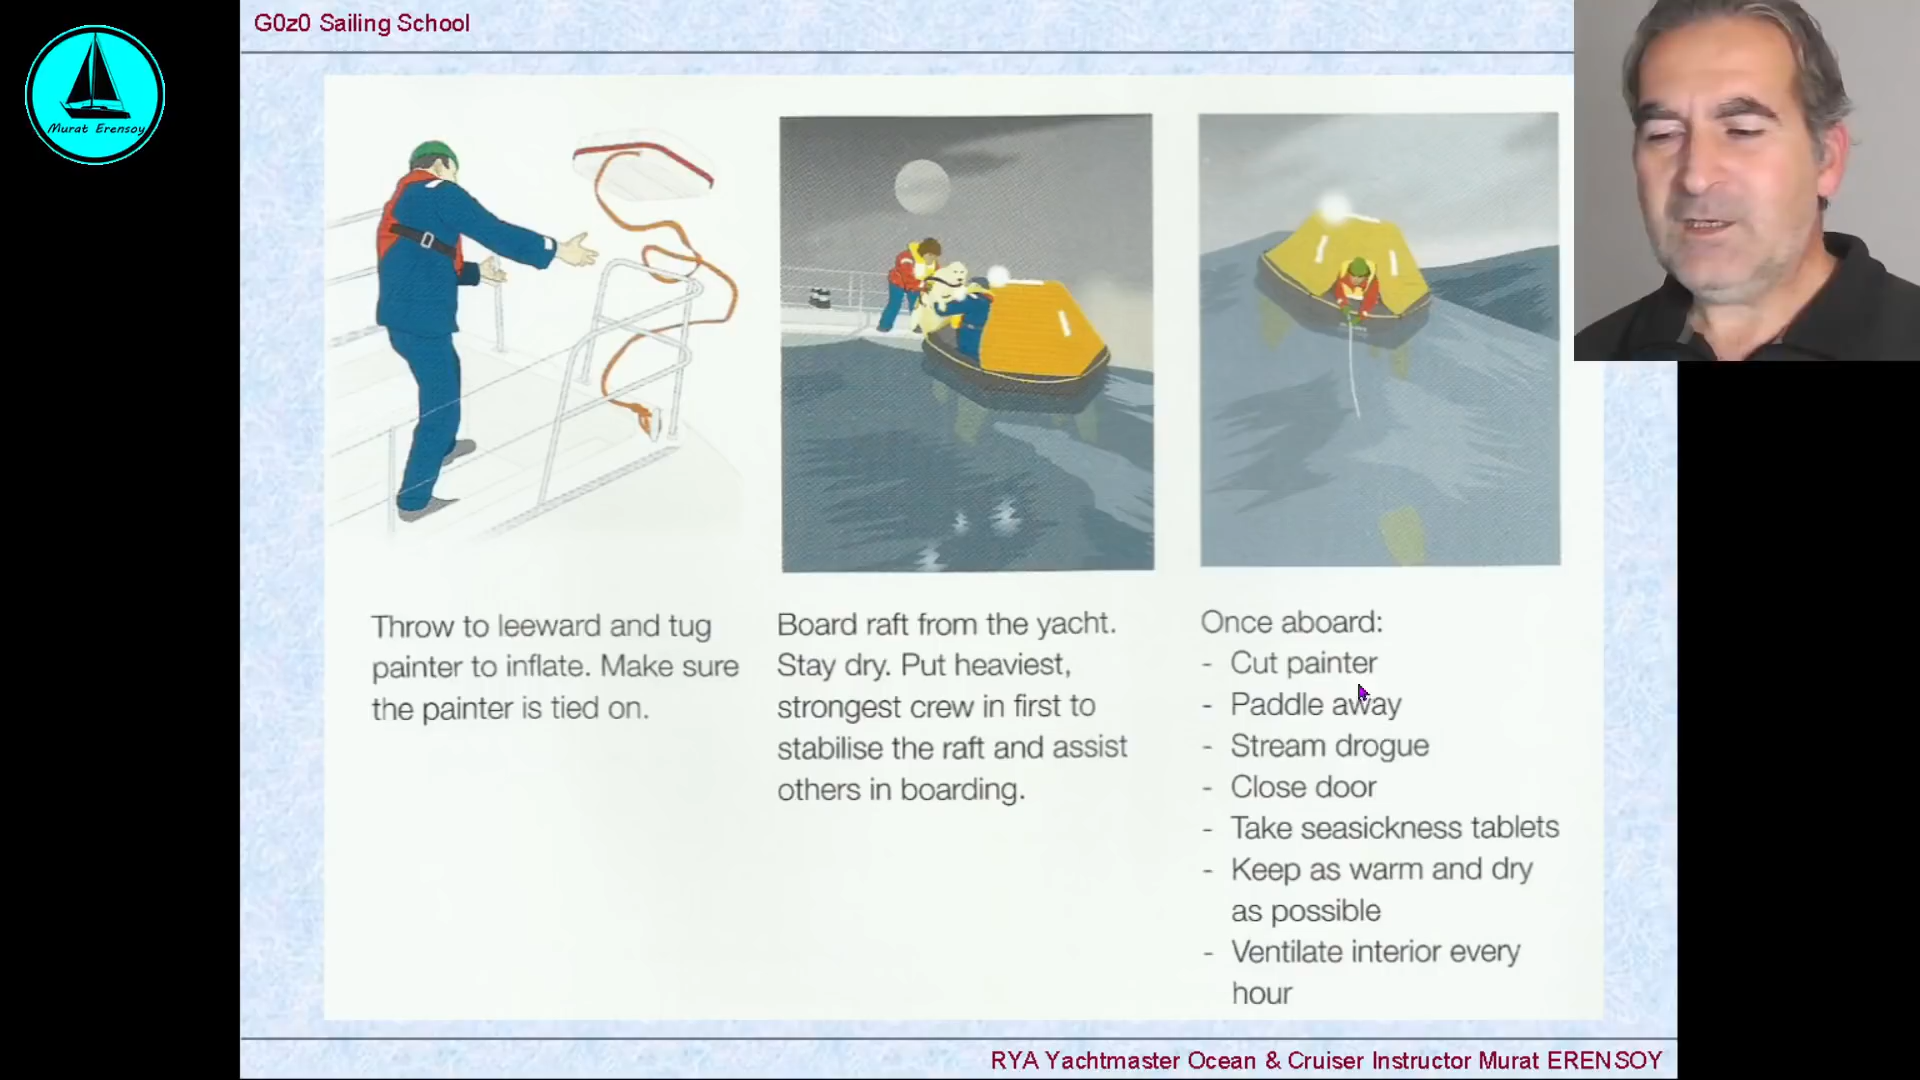 G0z0 Sailing School
Murat Erensoy
Throw to leeward and tug
painter to inflate. Make sure
the painter is tied on.
Board raft from the yacht.
Stay dry. Put heaviest,
strongest crew in first to
stabilise the raft and assist
others in boarding.
Once aboard:
- Cut painter
- Paddle away
- Stream drogue
- Close door
- Take seasickness tablets
- Keep as warm and dry
as possible
- Ventilate interior every
hour
RYA Yachtmaster Ocean & Cruiser Instructor Murat ERENSOY